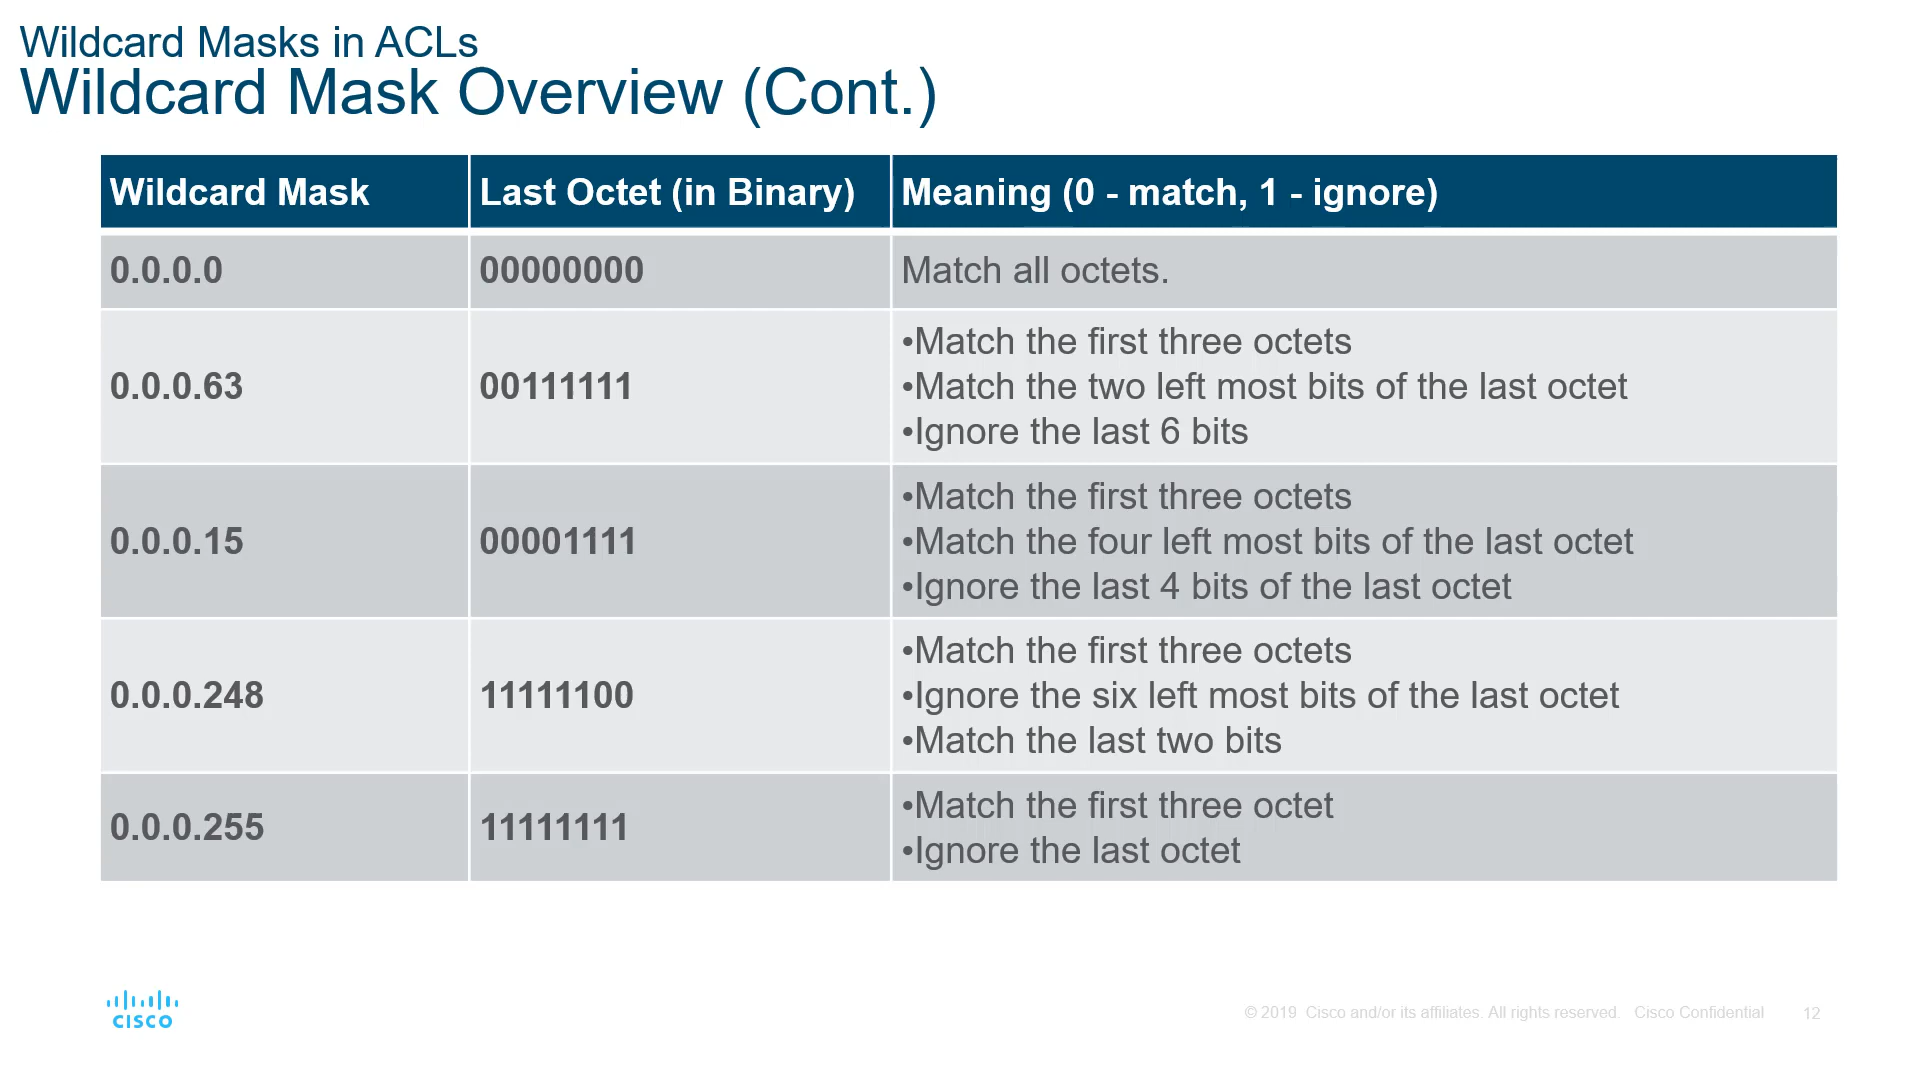 Wildcard Masks in ACLs
Wildcard Mask Overview (Cont.)
Wildcard Mask
Last Octet (in Binary)
Meaning (0 - match, 1 - ignore)
0.0.0.0
00000000
Match all octets.
0.0.0.63
00111111
•Match the first three octets
•Match the two left most bits of the last octet
•Ignore the last 6 bits
0.0.0.15
00001111
•Match the first three octets
•Match the four left most bits of the last octet
•Ignore the last 4 bits of the last octet
0.0.0.248
11111100
•Match the first three octets
•Ignore the six left most bits of the last octet
•Match the last two bits
0.0.0.255
11111111
•Match the first three octet
•Ignore the last octet
CISCO
© 2019 Cisco and/or its affiliates. All rights reserved. Cisco Confidential
12